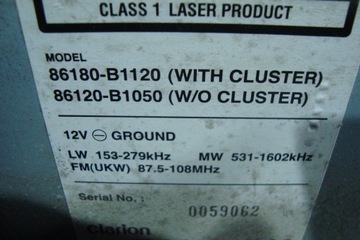 CLASS 1 LASER PRODUCT
MODEL
86180-B1120 (WITH CLUSTER)
86120-B1050 (W/O CLUSTER)
12V ⊖ GROUND
LW 153-279kHz MW 531-1602kHz
FM(UKW) 87.5-108MHz
Serial No. :
0059062
clarion